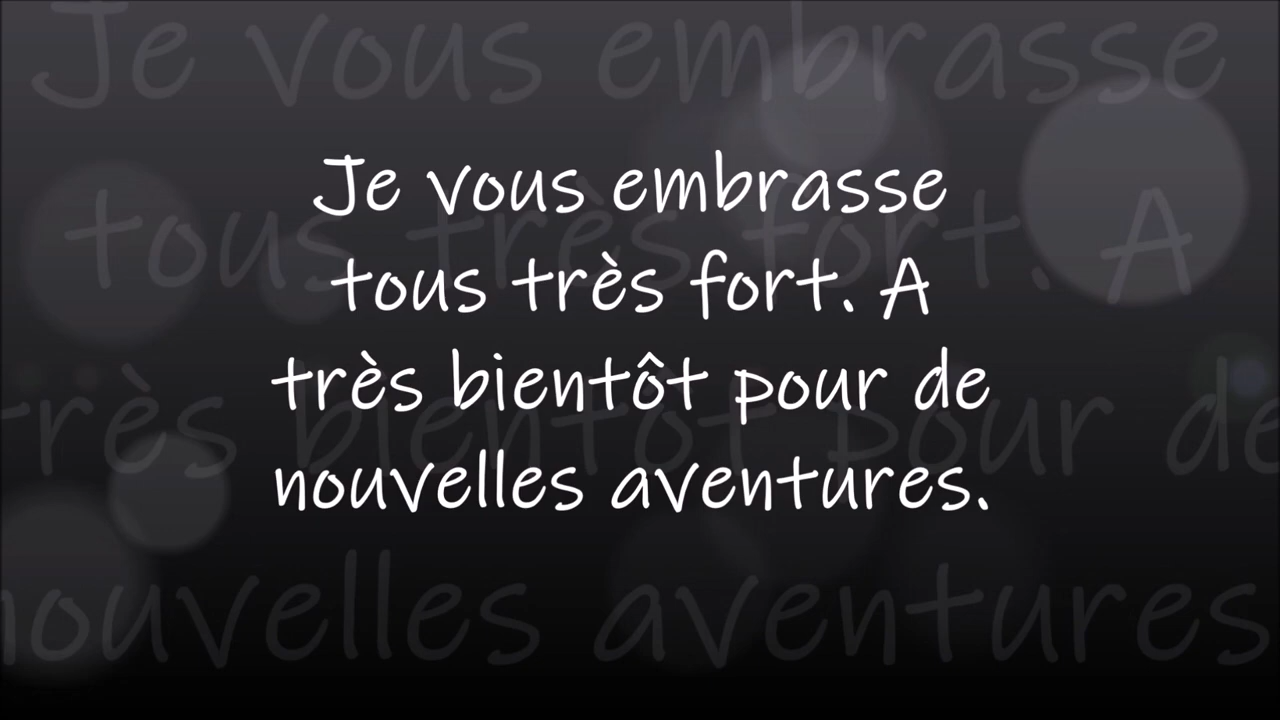 Je vous embrasse
tous très fort. A
très bientôt pour de
nouvelles aventures.